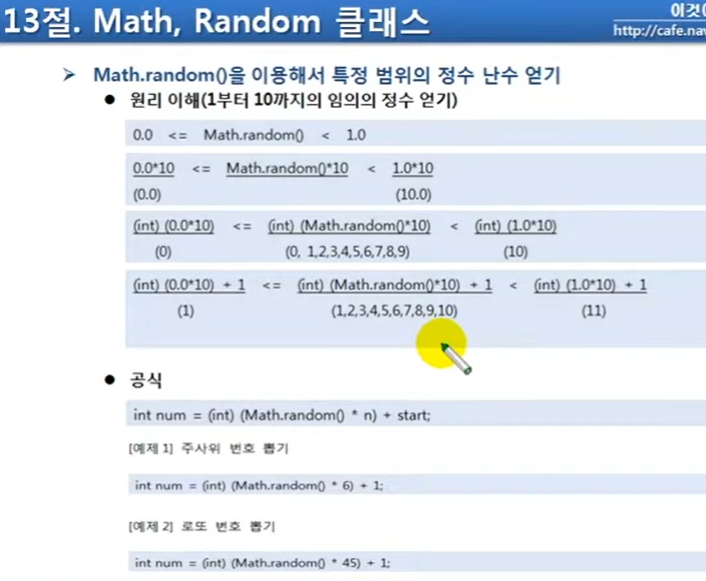 13절. Math, Random 클래스
이것이
http://cafe.nav
➢ Math.random()을 이용해서 특정 범위의 정수 난수 얻기
● 원리 이해(1부터 10까지의 임의의 정수 얻기)
0.0 <= Math.random() < 1.0
0.0*10 <= Math.random()*10 < 1.0*10
(0.0) (10.0)
(int) (0.0*10) <= (int) (Math.random()*10) < (int) (1.0*10)
(0) (0, 1,2,3,4,5,6,7,8,9) (10)
(int) (0.0*10) + 1 <= (int) (Math.random()*10) + 1 < (int) (1.0*10) + 1
(1) (1,2,3,4,5,6,7,8,9,10) (11)
● 공식
int num = (int) (Math.random() * n) + start;
[예제 1] 주사위 번호 뽑기
int num = (int) (Math.random() * 6) + 1;
[예제 2] 로또 번호 뽑기
int num = (int) (Math.random() * 45) + 1;